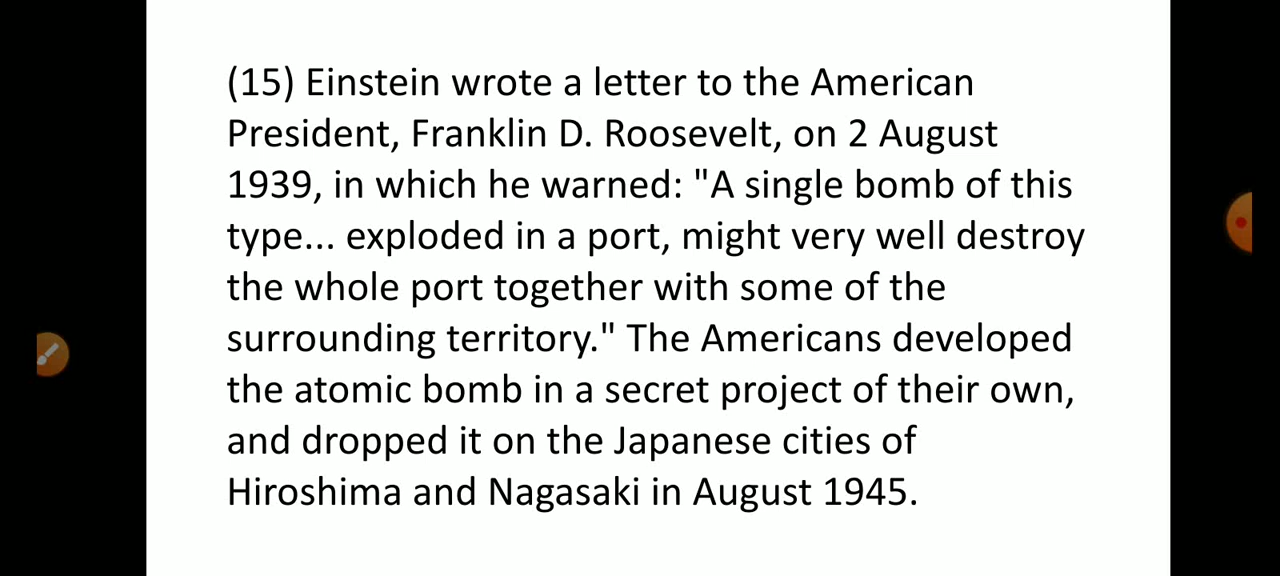 (15) Einstein wrote a letter to the American
President, Franklin D. Roosevelt, on 2 August
1939, in which he warned: "A single bomb of this
type... exploded in a port, might very well destroy
the whole port together with some of the
surrounding territory." The Americans developed
the atomic bomb in a secret project of their own,
and dropped it on the Japanese cities of
Hiroshima and Nagasaki in August 1945.